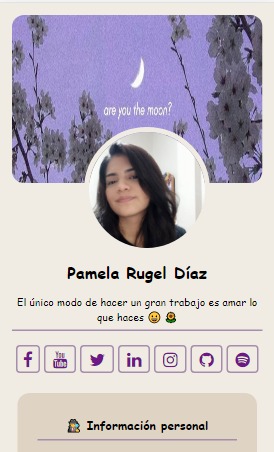 are you the moon?
Pamela Rugel Díaz
El único modo de hacer un gran trabajo es amar lo
que haces 😃 🌻
f
You Tube
in
Información personal